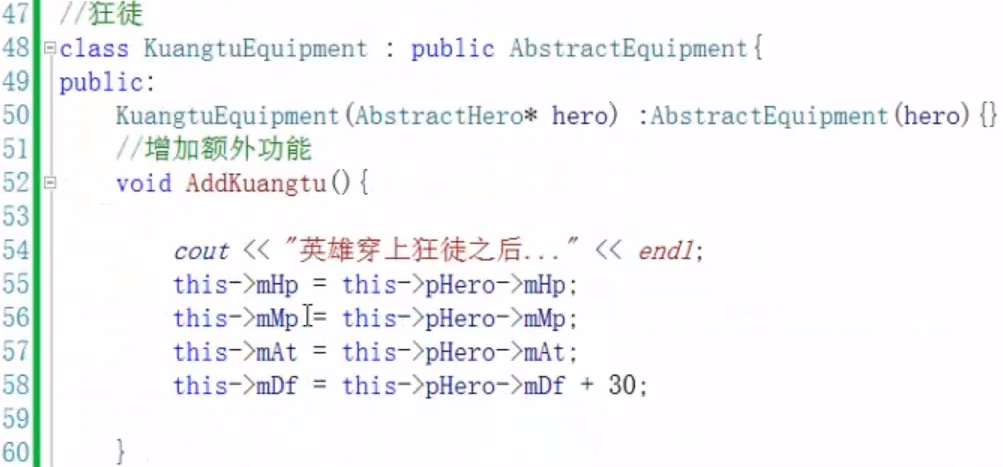 47 //狂徒
48 class KuangtuEquipment : public AbstractEquipment{
49 public:
50     KuangtuEquipment(AbstractHero* hero) :AbstractEquipment(hero){}
51     //增加额外功能
52     void AddKuangtu(){
53
54         cout << "英雄穿上狂徒之后..." << endl;
55         this->mHp = this->pHero->mHp;
56         this->mMp = this->pHero->mMp;
57         this->mAt = this->pHero->mAt;
58         this->mDf = this->pHero->mDf + 30;
59
60     }